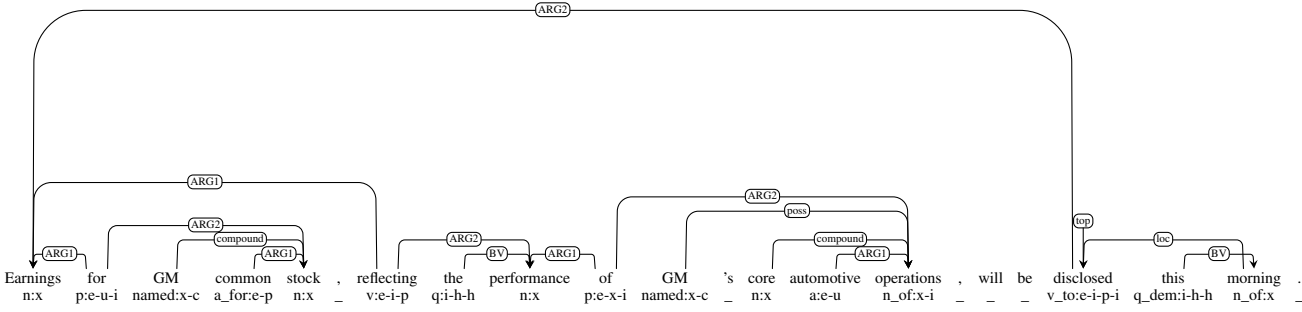 ARG2
ARG1 ARG2
ARG2 poss
compound ARG2 compound top loc
ARG1 ARG1 BV ARG1 ARG1 BV
Earnings for GM common stock , reflecting the performance of GM 's core automotive operations , will be disclosed this morning .
n:x p:e-u-i named:x-c a_for:e-p n:x _ v:e-i-p q:i-h-h n:x p:e-x-i named:x-c _ n:x a:e-u n_of:x-i _ _ _ v_to:e-i-p-i q_dem:i-h-h n_of:x _